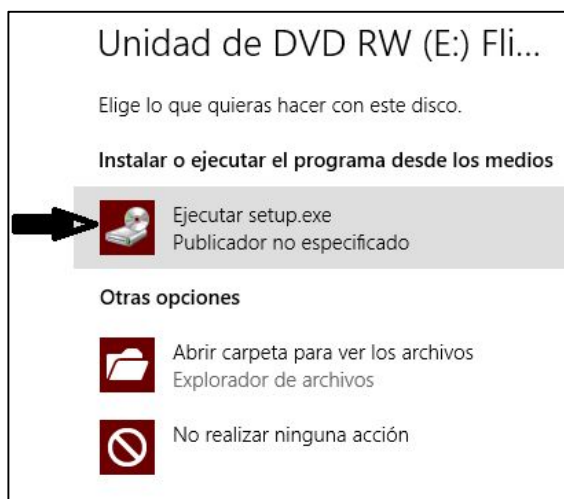 Unidad de DVD RW (E:) Fli...
Elige lo que quieras hacer con este disco.
Instalar o ejecutar el programa desde los medios
Ejecutar setup.exe
Publicador no especificado
Otras opciones
Abrir carpeta para ver los archivos
Explorador de archivos
No realizar ninguna acción